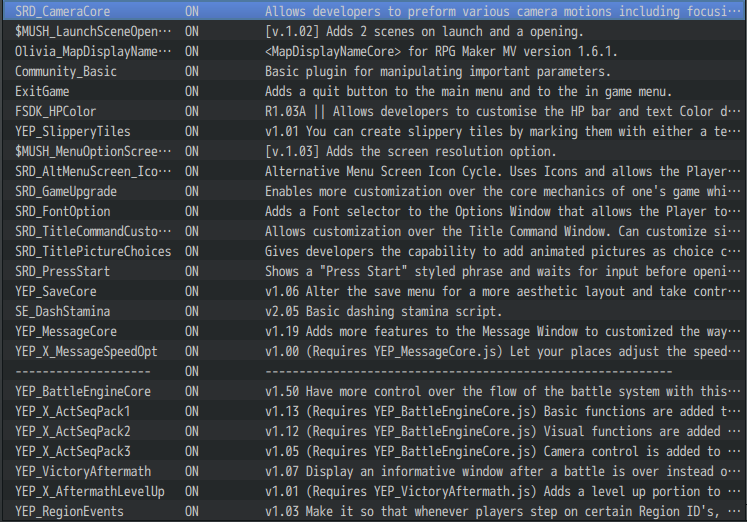 SRD_CameraCore ON Allows developers to preform various camera motions including focusi…
$MUSH_LaunchSceneOpen… ON [v.1.02] Adds 2 scenes on launch and a opening.
Olivia_MapDisplayName… ON <MapDisplayNameCore> for RPG Maker MV version 1.6.1.
Community_Basic ON Basic plugin for manipulating important parameters.
ExitGame ON Adds a quit button to the main menu and to the in game menu.
FSDK_HPColor ON R1.03A || Allows developers to customise the HP bar and text Color d…
YEP_SlipperyTiles ON v1.01 You can create slippery tiles by marking them with either a te…
$MUSH_MenuOptionScree… ON [v.1.03] Adds the screen resolution option.
SRD_AltMenuScreen_Ico… ON Alternative Menu Screen Icon Cycle. Uses Icons and allows the Player…
SRD_GameUpgrade ON Enables more customization over the core mechanics of one's game whi…
SRD_FontOption ON Adds a Font selector to the Options Window that allows the Player to…
SRD_TitleCommandCusto… ON Allows customization over the Title Command Window. Can customize si…
SRD_TitlePictureChoices ON Gives developers the capability to add animated pictures as choice c…
SRD_PressStart ON Shows a "Press Start" styled phrase and waits for input before openi…
YEP_SaveCore ON v1.06 Alter the save menu for a more aesthetic layout and take contr…
SE_DashStamina ON v2.05 Basic dashing stamina script.
YEP_MessageCore ON v1.19 Adds more features to the Message Window to customized the way…
YEP_X_MessageSpeedOpt ON v1.00 (Requires YEP_MessageCore.js) Let your places adjust the speed…
-------------------- ON ------------------------------------------------------------
YEP_BattleEngineCore ON v1.50 Have more control over the flow of the battle system with this…
YEP_X_ActSeqPack1 ON v1.13 (Requires YEP_BattleEngineCore.js) Basic functions are added t…
YEP_X_ActSeqPack2 ON v1.12 (Requires YEP_BattleEngineCore.js) Visual functions are added …
YEP_X_ActSeqPack3 ON v1.05 (Requires YEP_BattleEngineCore.js) Camera control is added to …
YEP_VictoryAftermath ON v1.07 Display an informative window after a battle is over instead o…
YEP_X_AftermathLevelUp ON v1.01 (Requires YEP_VictoryAftermath.js) Adds a level up portion to …
YEP_RegionEvents ON v1.03 Make it so that whenever players step on certain Region ID's, …